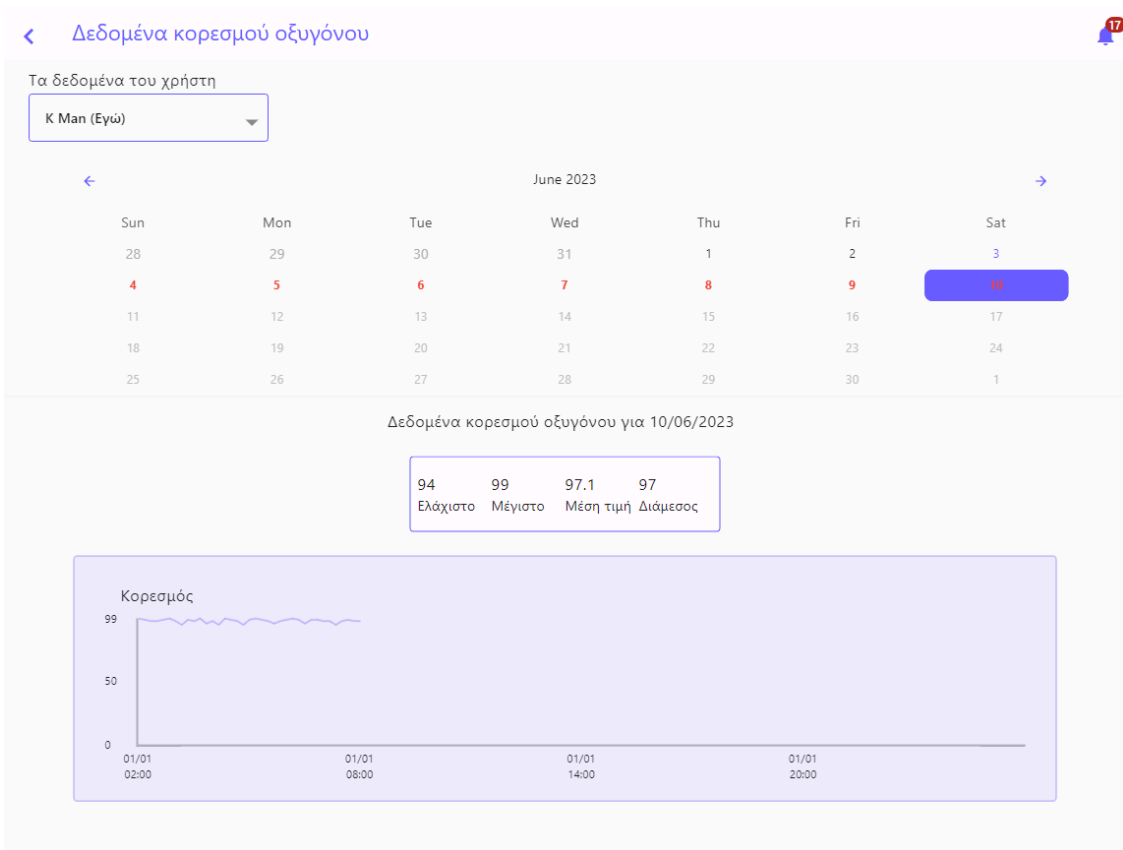 Δεδομένα κορεσμού οξυγόνου
17
Τα δεδομένα του χρήστη
K Man (Εγώ)
June 2023
Sun Mon Tue Wed Thu Fri Sat
28 29 30 31 1 2 3
4 5 6 7 8 9 10
11 12 13 14 15 16 17
18 19 20 21 22 23 24
25 26 27 28 29 30 1
Δεδομένα κορεσμού οξυγόνου για 10/06/2023
94 99 97.1 97
Ελάχιστο Μέγιστο Μέση τιμή Διάμεσος
Κορεσμός
99
50
0
01/01 01/01 01/01 01/01
02:00 08:00 14:00 20:00